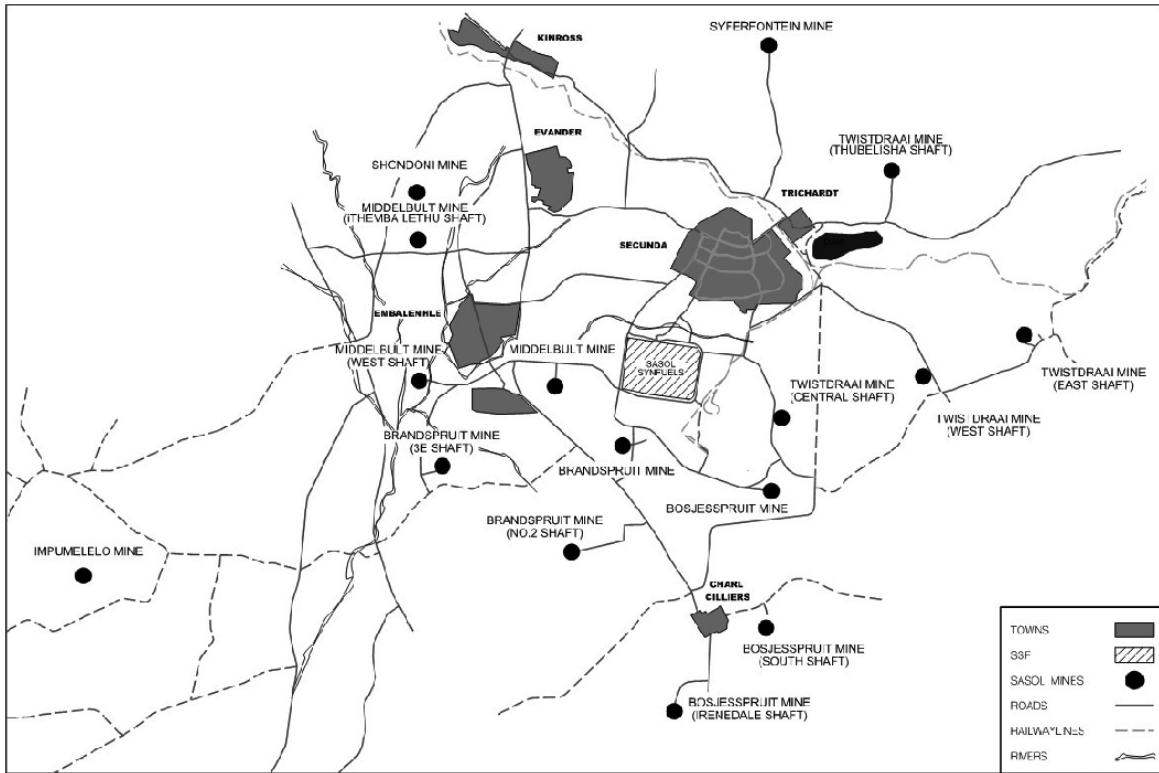 KINROSS
SYFERFONTEIN MINE
EVANDER
TWISTDRAAI MINE
(THUBELISHA SHAFT)
SHONDONI MINE
TRICHARDT
MIDDELBULT MINE
(iTHEMBA LETHU SHAFT)
SECUNDA
EMBALENHLE
MIDDELBULT MINE
(WEST SHAFT)
MIDDELBULT MINE
SASOL
SYNFUELS
TWISTDRAAI MINE
(CENTRAL SHAFT)
TWISTDRAAI MINE
(EAST SHAFT)
TWISTDRAAI MINE
(WEST SHAFT)
BRANDSPRUIT MINE
(3E SHAFT)
BRANDSPRUIT MINE
BOSJESSPRUIT MINE
BRANDSPRUIT MINE
(NO.2 SHAFT)
IMPUMELELO MINE
CHARL
CILLIERS
BOSJESSPRUIT MINE
(SOUTH SHAFT)
BOSJESSPRUIT MINE
(IRENEDALE SHAFT)
TOWNS
SSF
SASOL MINES
ROADS
RAILWAYLINES
RIVERS